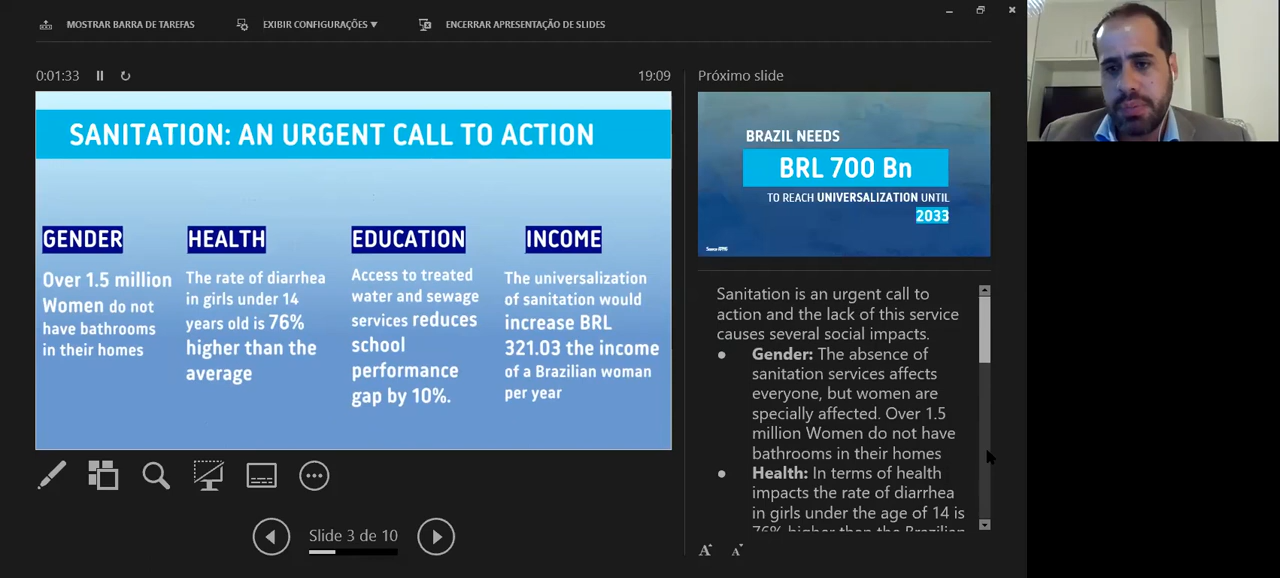 MOSTRAR BARRA DE TAREFAS
EXIBIR CONFIGURAÇÕES ▼
ENCERRAR APRESENTAÇÃO DE SLIDES
0:01:33
19:09
SANITATION: AN URGENT CALL TO ACTION
GENDER
Over 1.5 million
Women do not
have bathrooms
in their homes
HEALTH
The rate of diarrhea
in girls under 14
years old is 76%
higher than the
average
EDUCATION
Access to treated
water and sewage
services reduces
school
performance
gap by 10%.
INCOME
The universalization
of sanitation would
increase BRL
321.03 the income
of a Brazilian woman
per year
Slide 3 de 10
Próximo slide
BRAZIL NEEDS
BRL 700 Bn
TO REACH UNIVERSALIZATION UNTIL
2033
Sanitation is an urgent call to
action and the lack of this service
causes several social impacts.
● Gender: The absence of
sanitation services affects
everyone, but women are
specially affected. Over 1.5
million Women do not have
bathrooms in their homes
● Health: In terms of health
impacts the rate of diarrhea
in girls under the age of 14 is
76% higher than the Brazilian
A A